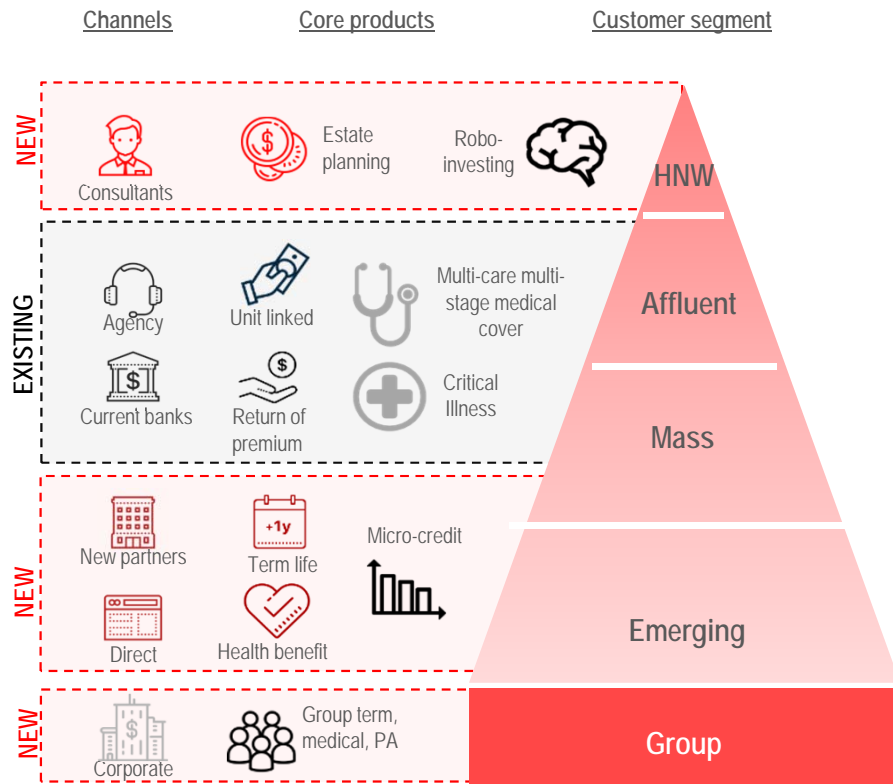 Channels
Core products
Customer segment
NEW
Consultants
$
Estate
planning
Robo-
investing
HNW
EXISTING
Agency
Unit linked
Multi-care multi-
stage medical
cover
Affluent
$
Current banks
$
Return of
premium
Critical
Illness
Mass
NEW
New partners
+1y
Term life
Micro-credit
Direct
Health benefit
Emerging
NEW
$
Corporate
Group term,
medical, PA
Group